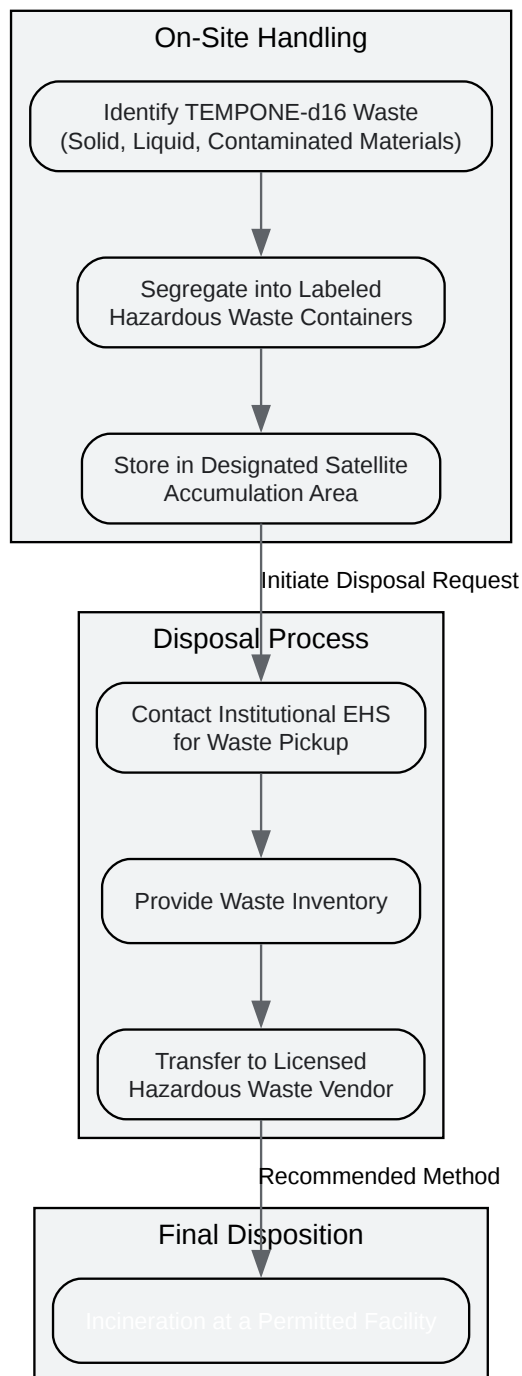 On-Site Handling
Identify TEMPONE-d16 Waste
(Solid, Liquid, Contaminated Materials)
Segregate into Labeled
Hazardous Waste Containers
Store in Designated Satellite
Accumulation Area
Initiate Disposal Request
Disposal Process
Contact Institutional EHS
for Waste Pickup
Provide Waste Inventory
Transfer to Licensed
Hazardous Waste Vendor
Recommended Method
Final Disposition
Incineration at a Permitted Facility